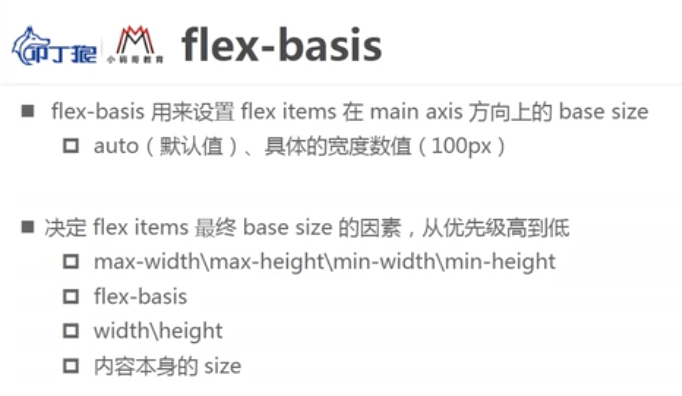 叩丁狼 小码哥教育 flex-basis
flex-basis 用来设置 flex items 在 main axis 方向上的 base size
auto（默认值）、具体的宽度数值（100px）
决定 flex items 最终 base size 的因素，从优先级高到低
max-width\max-height\min-width\min-height
flex-basis
width\height
内容本身的 size